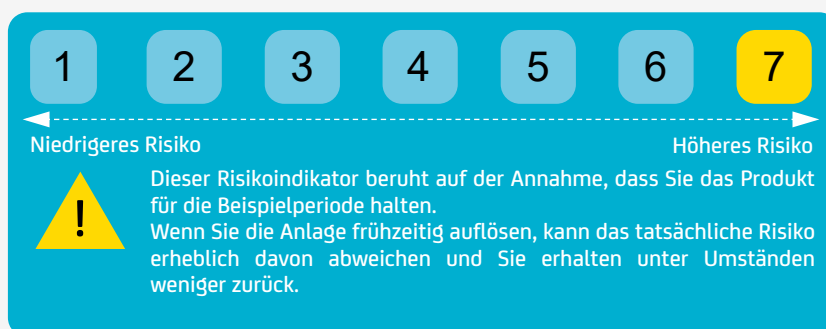 1 2 3 4 5 6 7
Niedrigeres Risiko Höheres Risiko
!
Dieser Risikoindikator beruht auf der Annahme, dass Sie das Produkt
für die Beispielperiode halten.
Wenn Sie die Anlage frühzeitig auflösen, kann das tatsächliche Risiko
erheblich davon abweichen und Sie erhalten unter Umständen
weniger zurück.